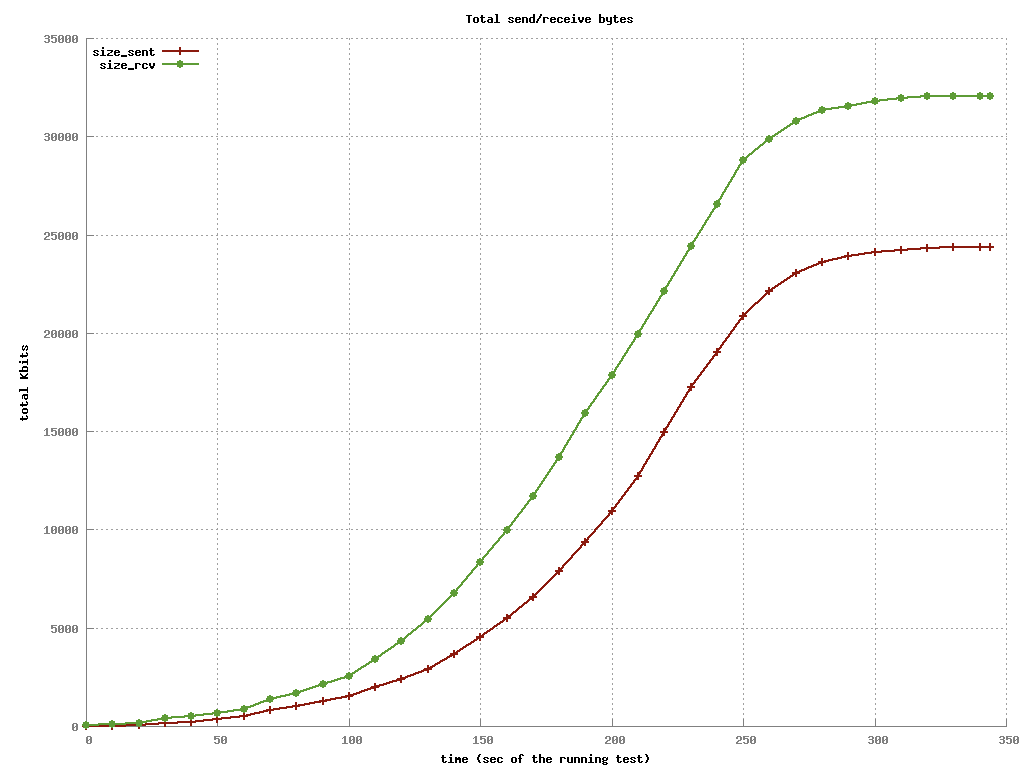 Total send/receive bytes
35000
size_sent
size_rcv
30000
25000
20000
total Kbits
15000
10000
5000
0
0 50 100 150 200 250 300 350
time (sec of the running test)